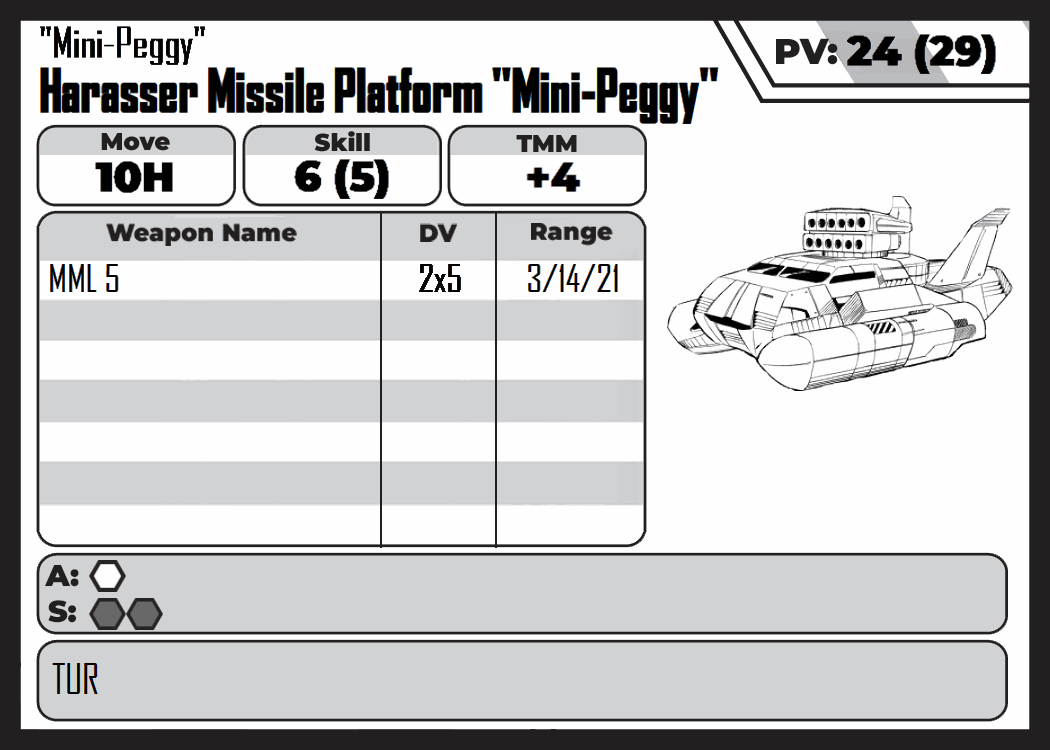 "Mini-Peggy"
Harasser Missile Platform "Mini-Peggy"
PV: 24 (29)
Move Skill TMM
10H 6 (5) +4
Weapon Name DV Range
MML 5 2x5 3/14/21
A:
S:
TUR